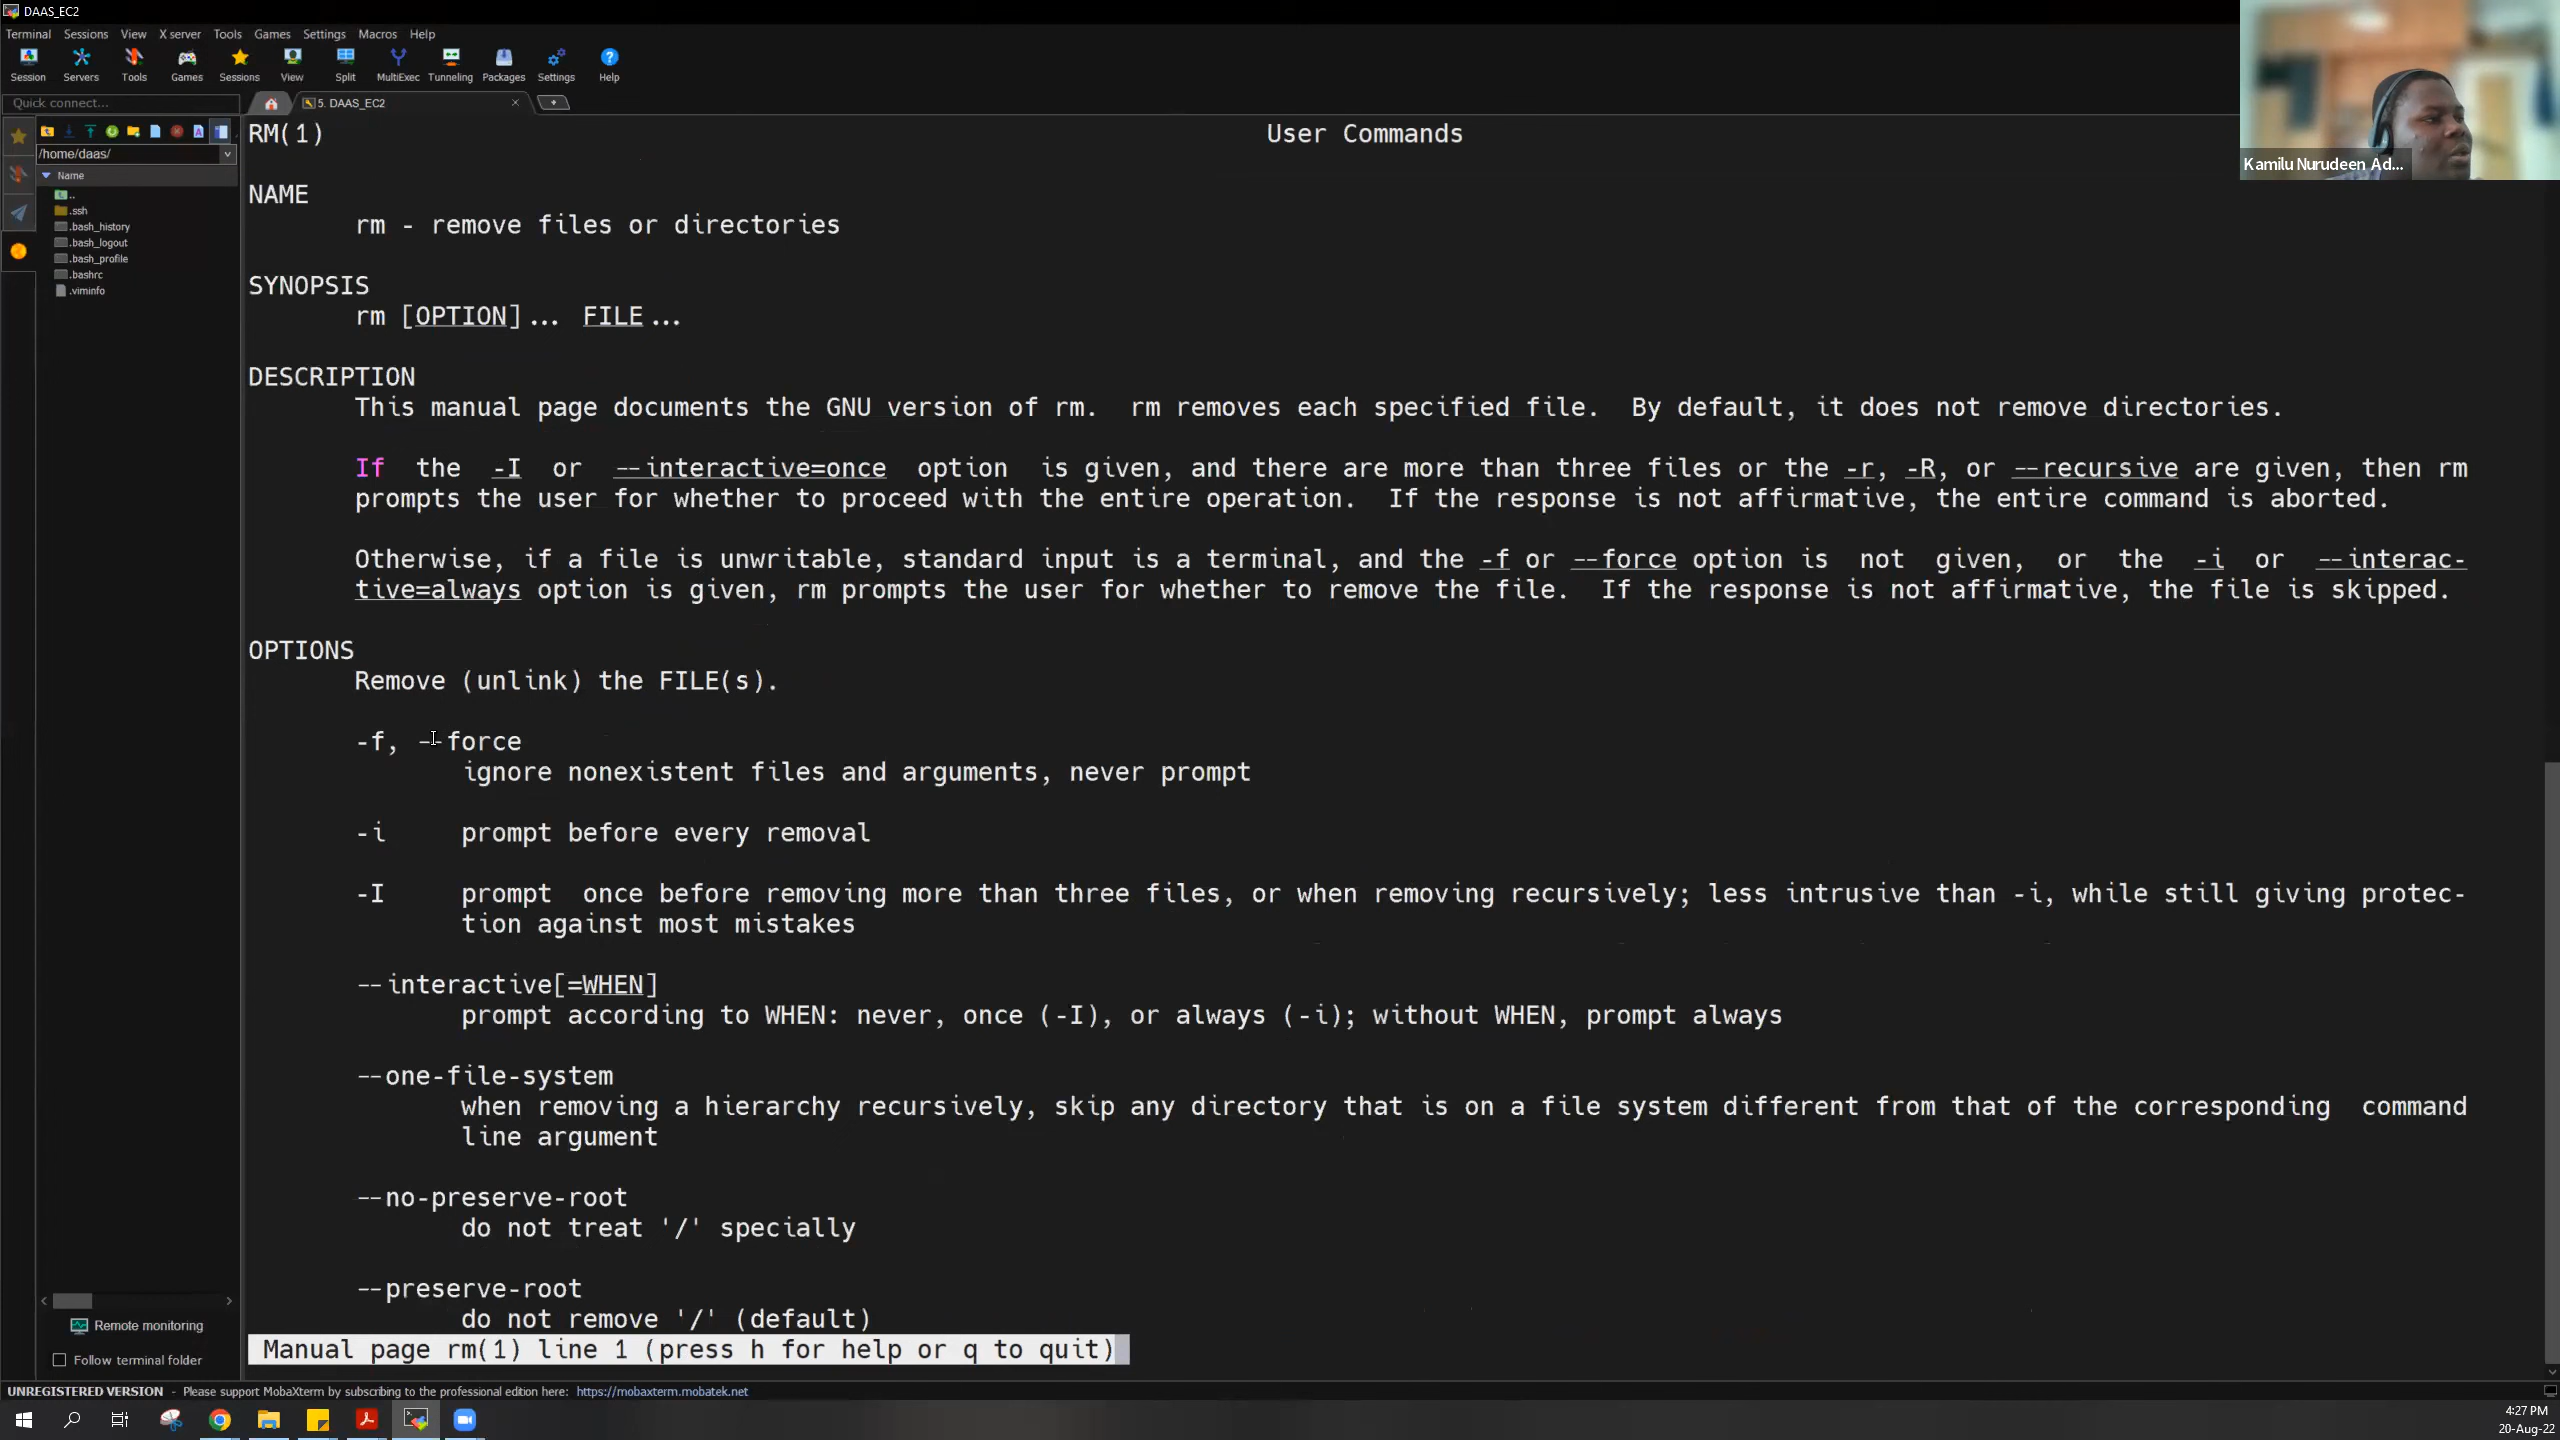 DAAS_EC2
Terminal Sessions View X server Tools Games Settings Macros Help
Session Servers Tools Games Sessions View Split MultiExec Tunneling Packages Settings Help
Quick connect...
5. DAAS_EC2
/home/daas/
Name
..
.ssh
.bash_history
.bash_logout
.bash_profile
.bashrc
.viminfo
Remote monitoring
Follow terminal folder
Kamilu Nurudeen Ad...
RM(1) User Commands
NAME
rm - remove files or directories
SYNOPSIS
rm [OPTION]... FILE...
DESCRIPTION
This manual page documents the GNU version of rm. rm removes each specified file. By default, it does not remove directories.
If the -I or --interactive=once option is given, and there are more than three files or the -r, -R, or --recursive are given, then rm
prompts the user for whether to proceed with the entire operation. If the response is not affirmative, the entire command is aborted.
Otherwise, if a file is unwritable, standard input is a terminal, and the -f or --force option is not given, or the -i or --interac-
tive=always option is given, rm prompts the user for whether to remove the file. If the response is not affirmative, the file is skipped.
OPTIONS
Remove (unlink) the FILE(s).
-f, --force
ignore nonexistent files and arguments, never prompt
-i prompt before every removal
-I prompt once before removing more than three files, or when removing recursively; less intrusive than -i, while still giving protec-
tion against most mistakes
--interactive[=WHEN]
prompt according to WHEN: never, once (-I), or always (-i); without WHEN, prompt always
--one-file-system
when removing a hierarchy recursively, skip any directory that is on a file system different from that of the corresponding command
line argument
--no-preserve-root
do not treat '/' specially
--preserve-root
do not remove '/' (default)
Manual page rm(1) line 1 (press h for help or q to quit)
UNREGISTERED VERSION - Please support MobaXterm by subscribing to the professional edition here: https://mobaxterm.mobatek.net
4:27 PM
20-Aug-22